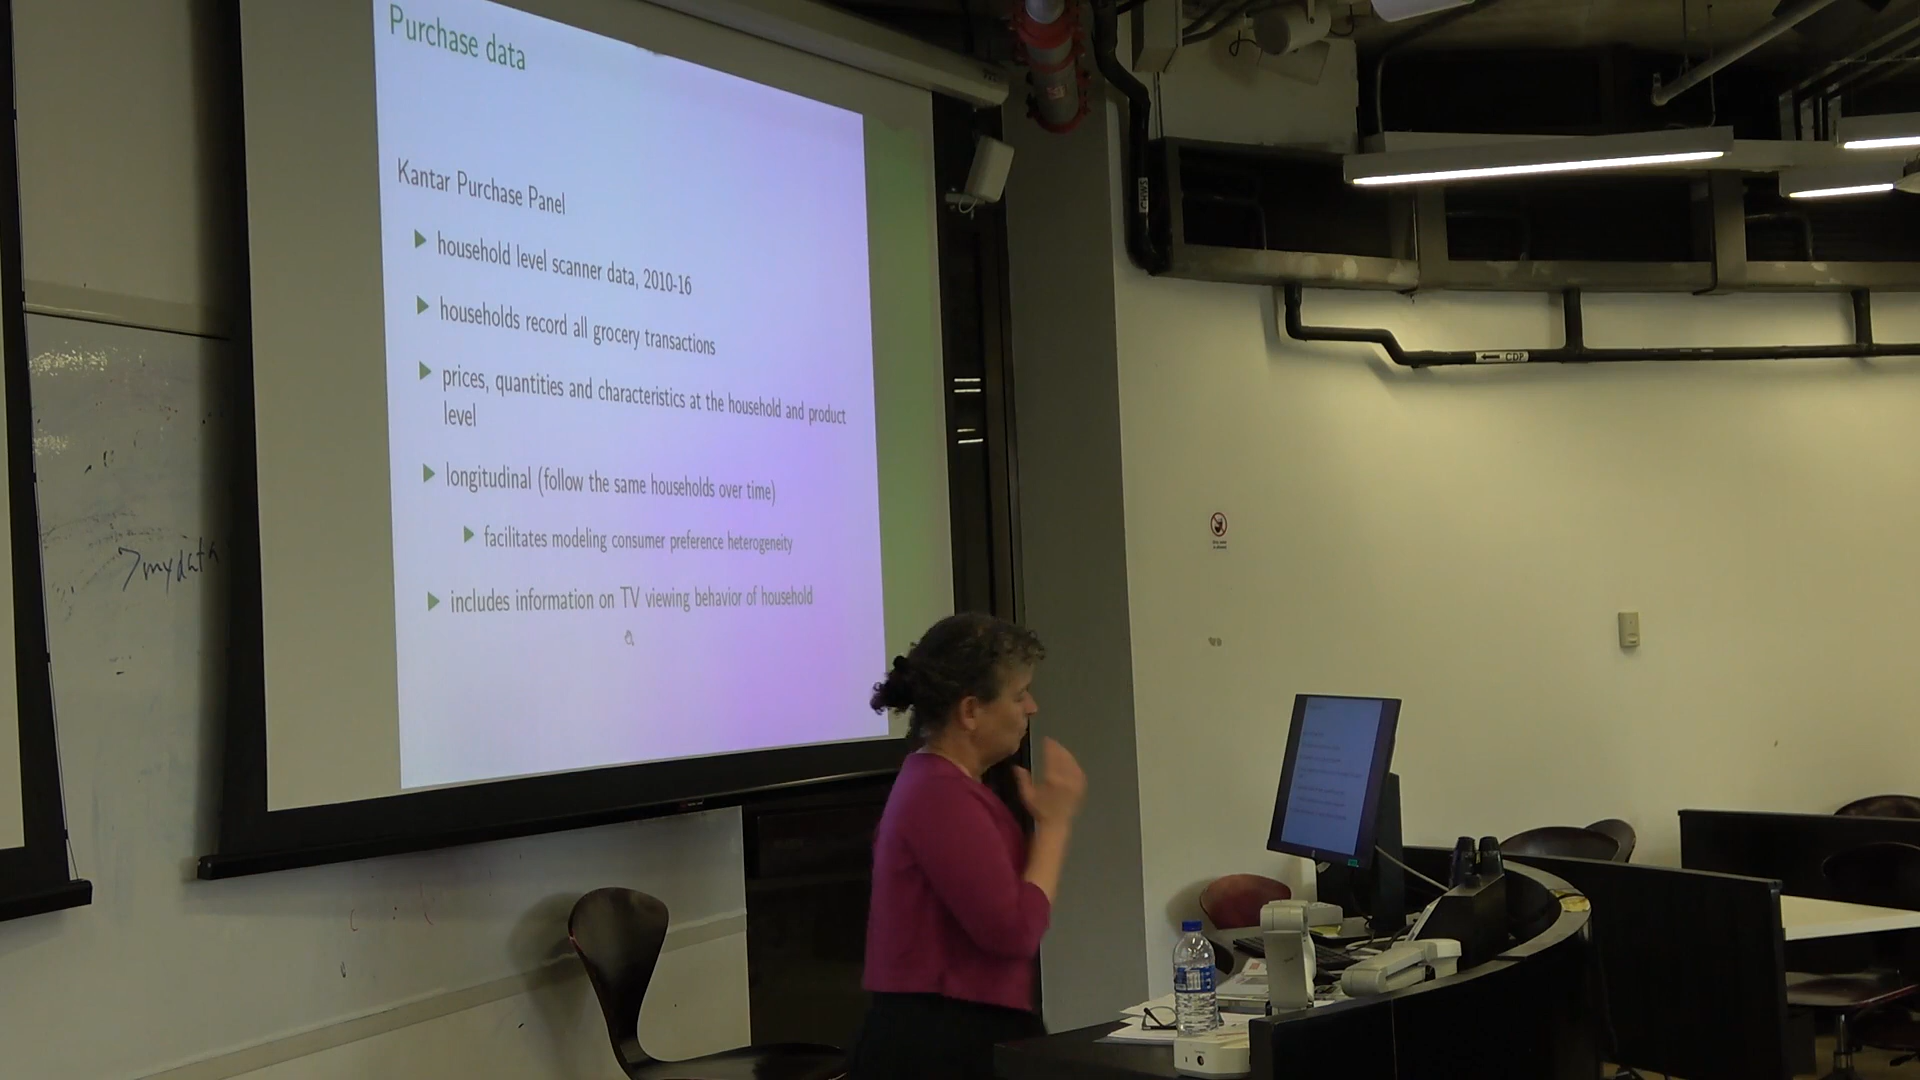 Purchase data
Kantar Purchase Panel
household level scanner data, 2010-16
households record all grocery transactions
prices, quantities and characteristics at the household and product
level
longitudinal (follow the same households over time)
facilitates modeling consumer preference heterogeneity
includes information on TV viewing behavior of household
>mydata
CHWS
CDP